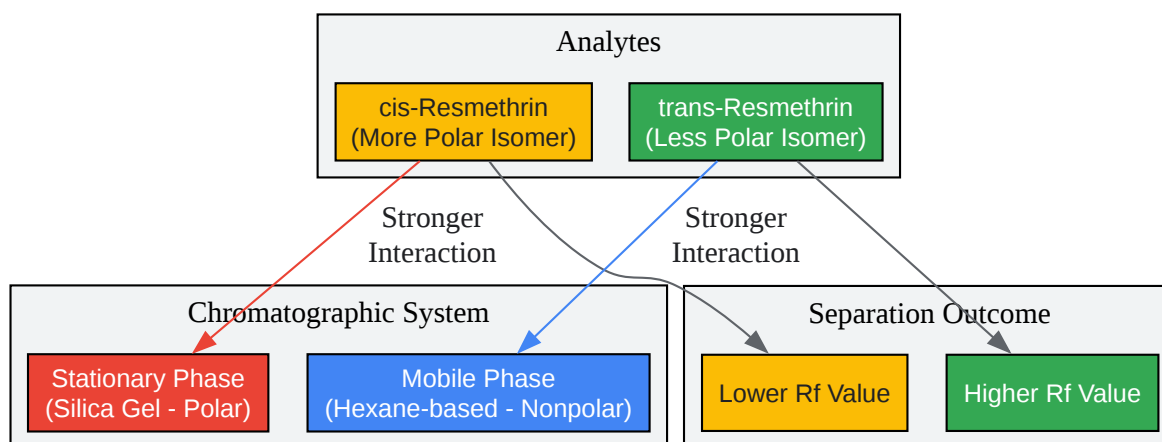 Analytes
cis-Resmethrin
(More Polar Isomer)
trans-Resmethrin
(Less Polar Isomer)
Stronger
Interaction
Stronger
Interaction
Chromatographic System
Stationary Phase
(Silica Gel - Polar)
Mobile Phase
(Hexane-based - Nonpolar)
Separation Outcome
Lower Rf Value
Higher Rf Value